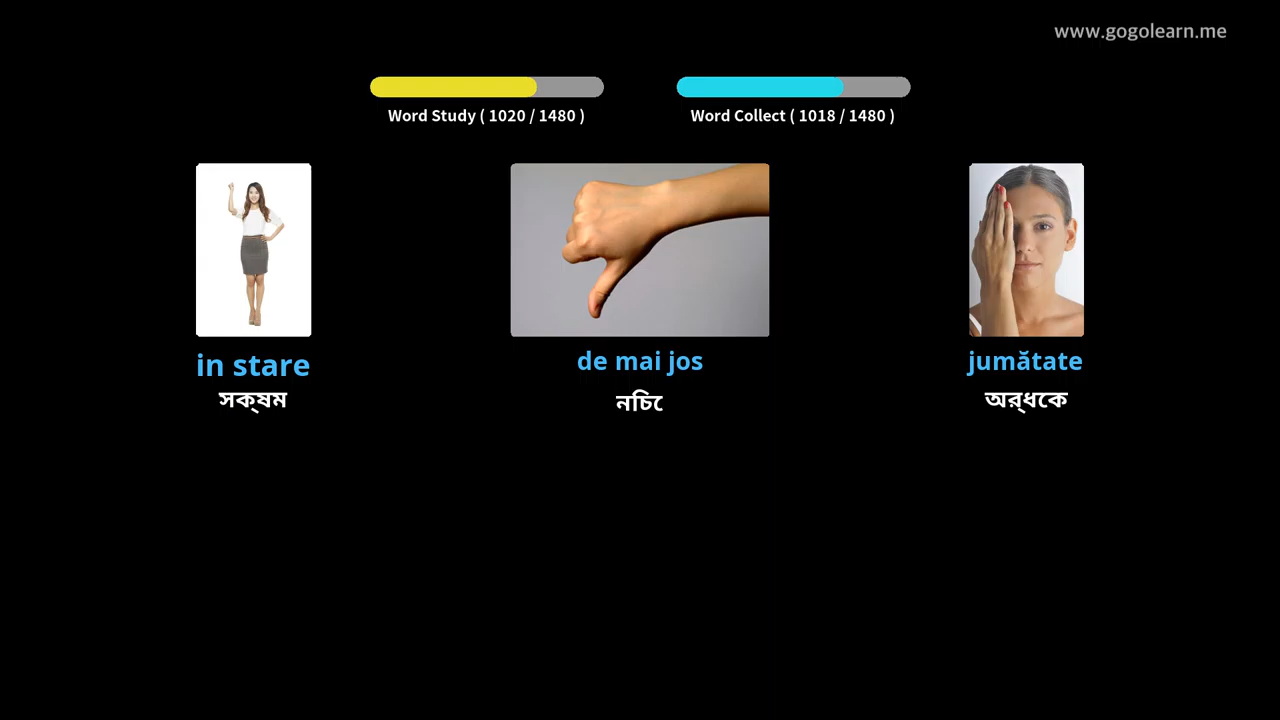 www.gogolearn.me
Word Study ( 1020 / 1480 )
Word Collect ( 1018 / 1480 )
in stare
সক্ষম
de mai jos
নিচে
jumătate
অর্ধেক